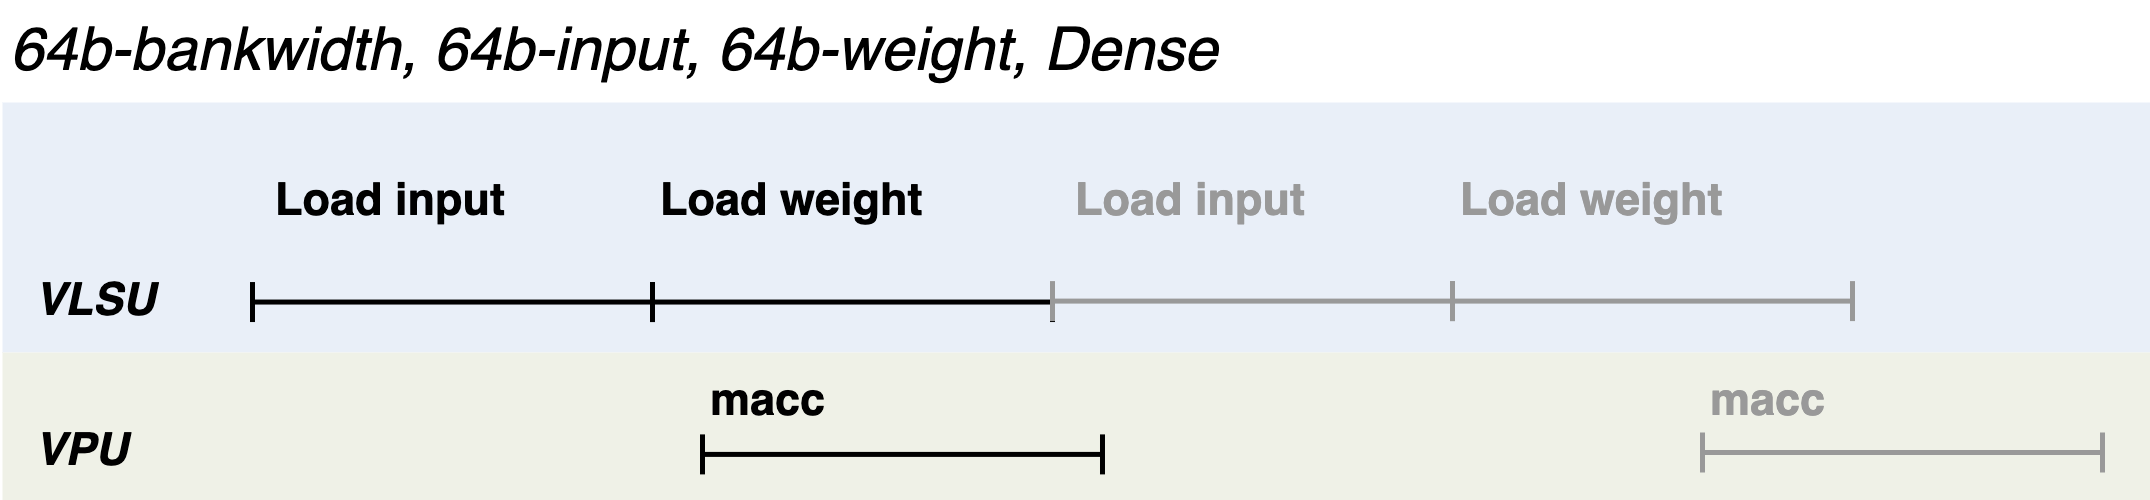 64b-bankwidth, 64b-input, 64b-weight, Dense
Load input Load weight Load input Load weight
VLSU
macc macc
VPU